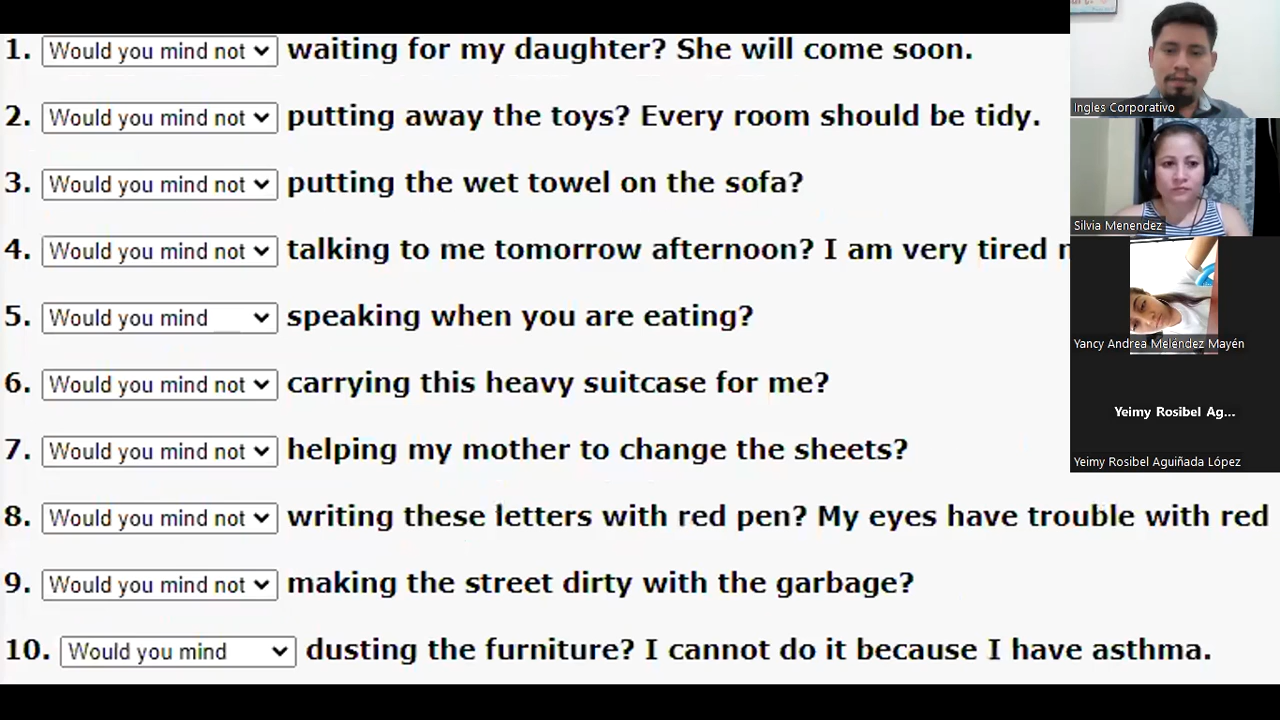 1. Would you mind not waiting for my daughter? She will come soon.
2. Would you mind not putting away the toys? Every room should be tidy.
3. Would you mind not putting the wet towel on the sofa?
4. Would you mind not talking to me tomorrow afternoon? I am very tired
5. Would you mind speaking when you are eating?
6. Would you mind not carrying this heavy suitcase for me?
7. Would you mind not helping my mother to change the sheets?
8. Would you mind not writing these letters with red pen? My eyes have trouble with red
9. Would you mind not making the street dirty with the garbage?
10. Would you mind dusting the furniture? I cannot do it because I have asthma.
Ingles Corporativo
Silvia Menendez
Yancy Andrea Meléndez Mayén
Yeimy Rosibel Ag...
Yeimy Rosibel Aguiñada López